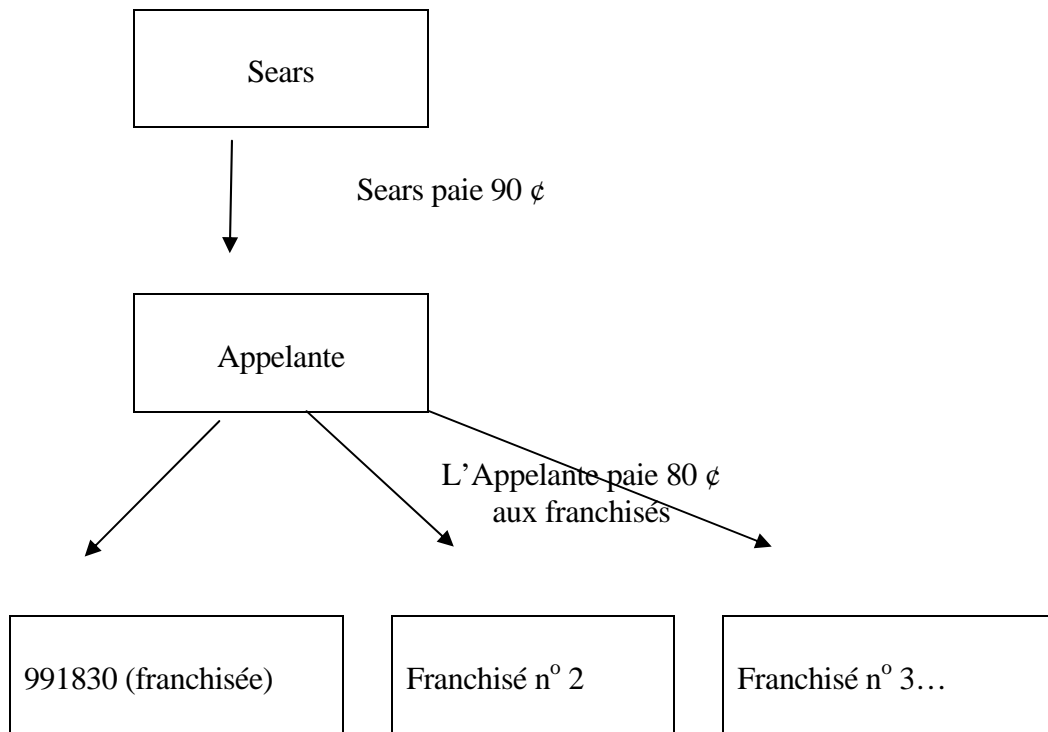 Sears
Sears paie 90 ¢
Appelante
L’Appelante paie 80 ¢
aux franchisés
991830 (franchisée)
Franchisé nº 2
Franchisé nº 3…